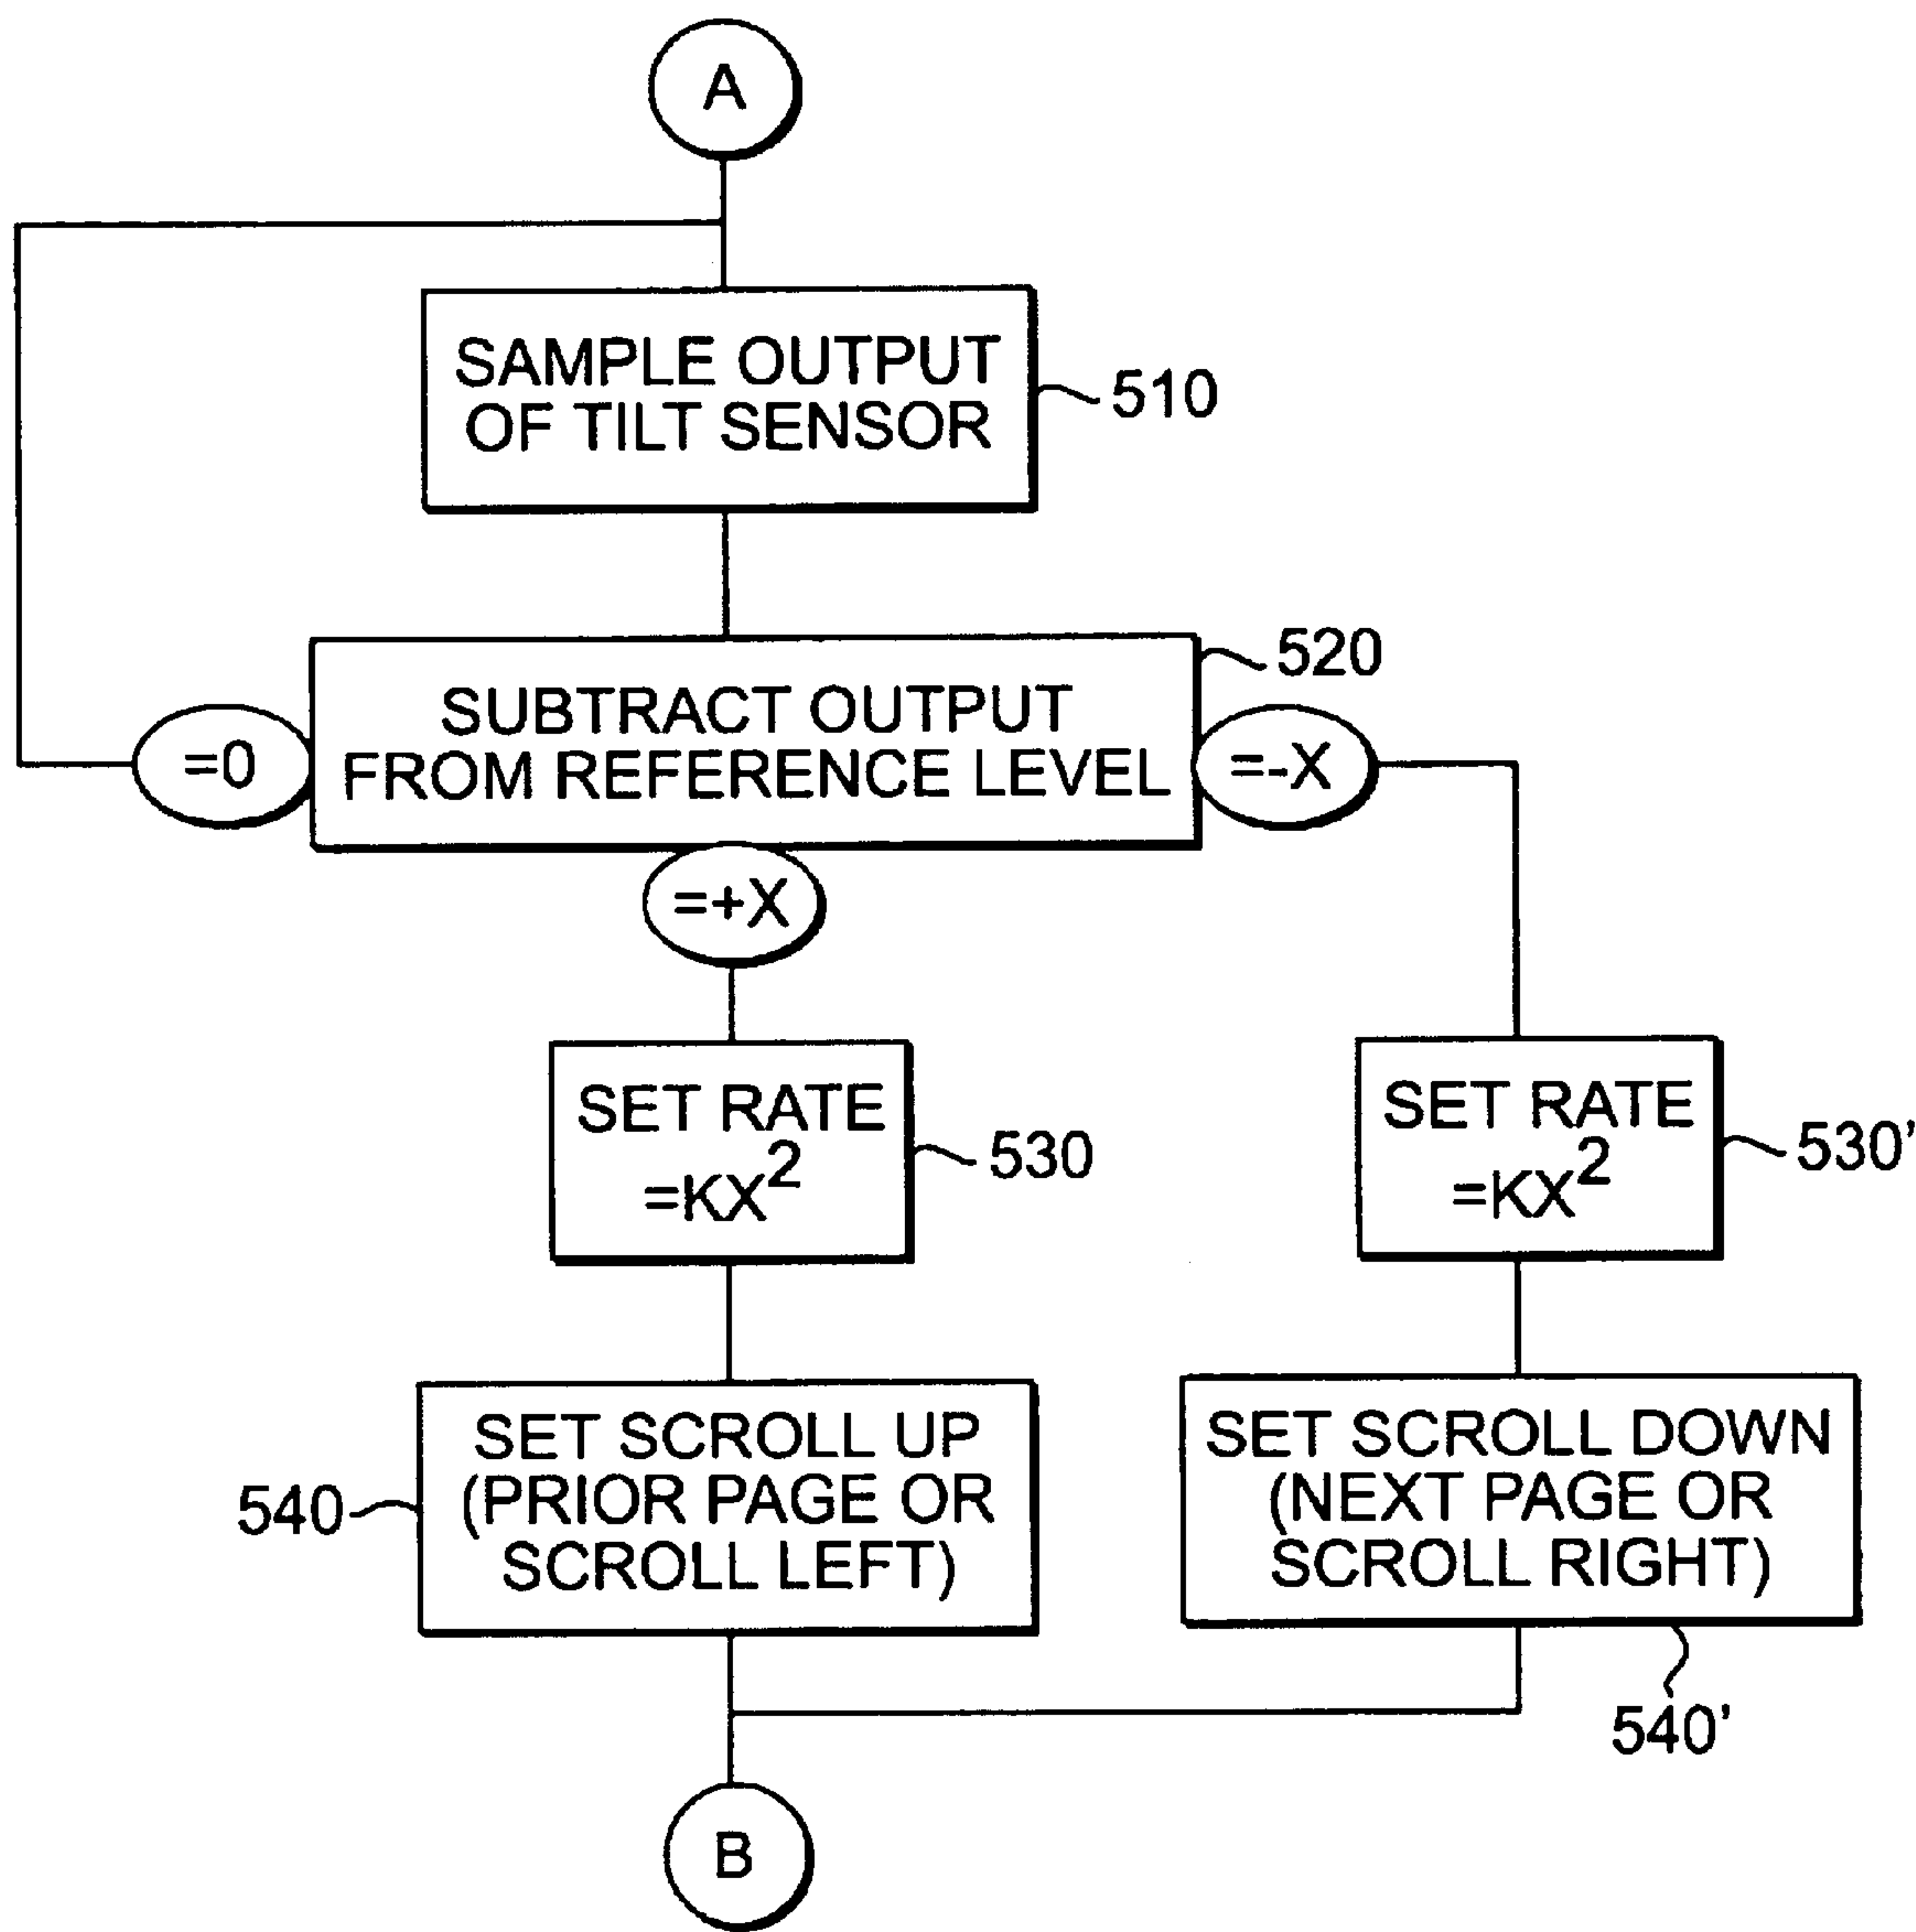 A
SAMPLE OUTPUT
OF TILT SENSOR
510
520
SUBTRACT OUTPUT
FROM REFERENCE LEVEL
=0
=-X
=+X
SET RATE
=KX²
530
SET RATE
=KX²
530'
SET SCROLL UP
(PRIOR PAGE OR
SCROLL LEFT)
540
SET SCROLL DOWN
(NEXT PAGE OR
SCROLL RIGHT)
540'
B